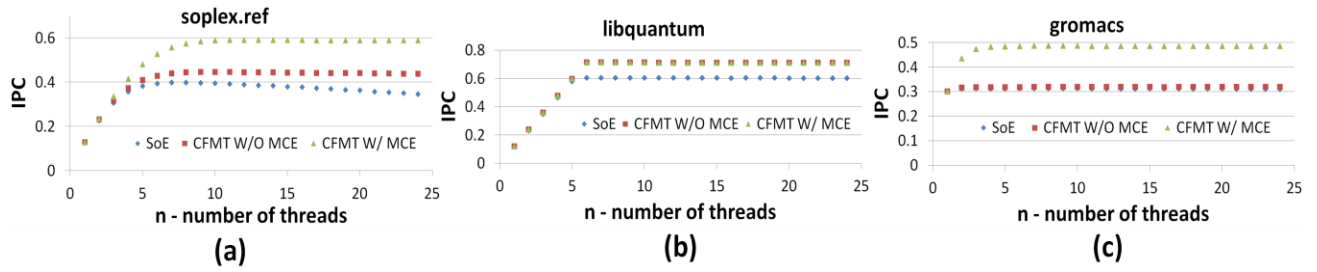 soplex.ref
0.6
0.4
0.2
0
IPC
SoE
CFMT W/O MCE
CFMT W/ MCE
0 5 10 15 20 25
n - number of threads
(a)
libquantum
0.8
0.6
0.4
0.2
0
IPC
SoE
CFMT W/O MCE
CFMT W/ MCE
0 5 10 15 20 25
n - number of threads
(b)
gromacs
0.5
0.4
0.3
0.2
0.1
0
IPC
SoE
CFMT W/O MCE
CFMT W/ MCE
0 5 10 15 20 25
n - number of threads
(c)